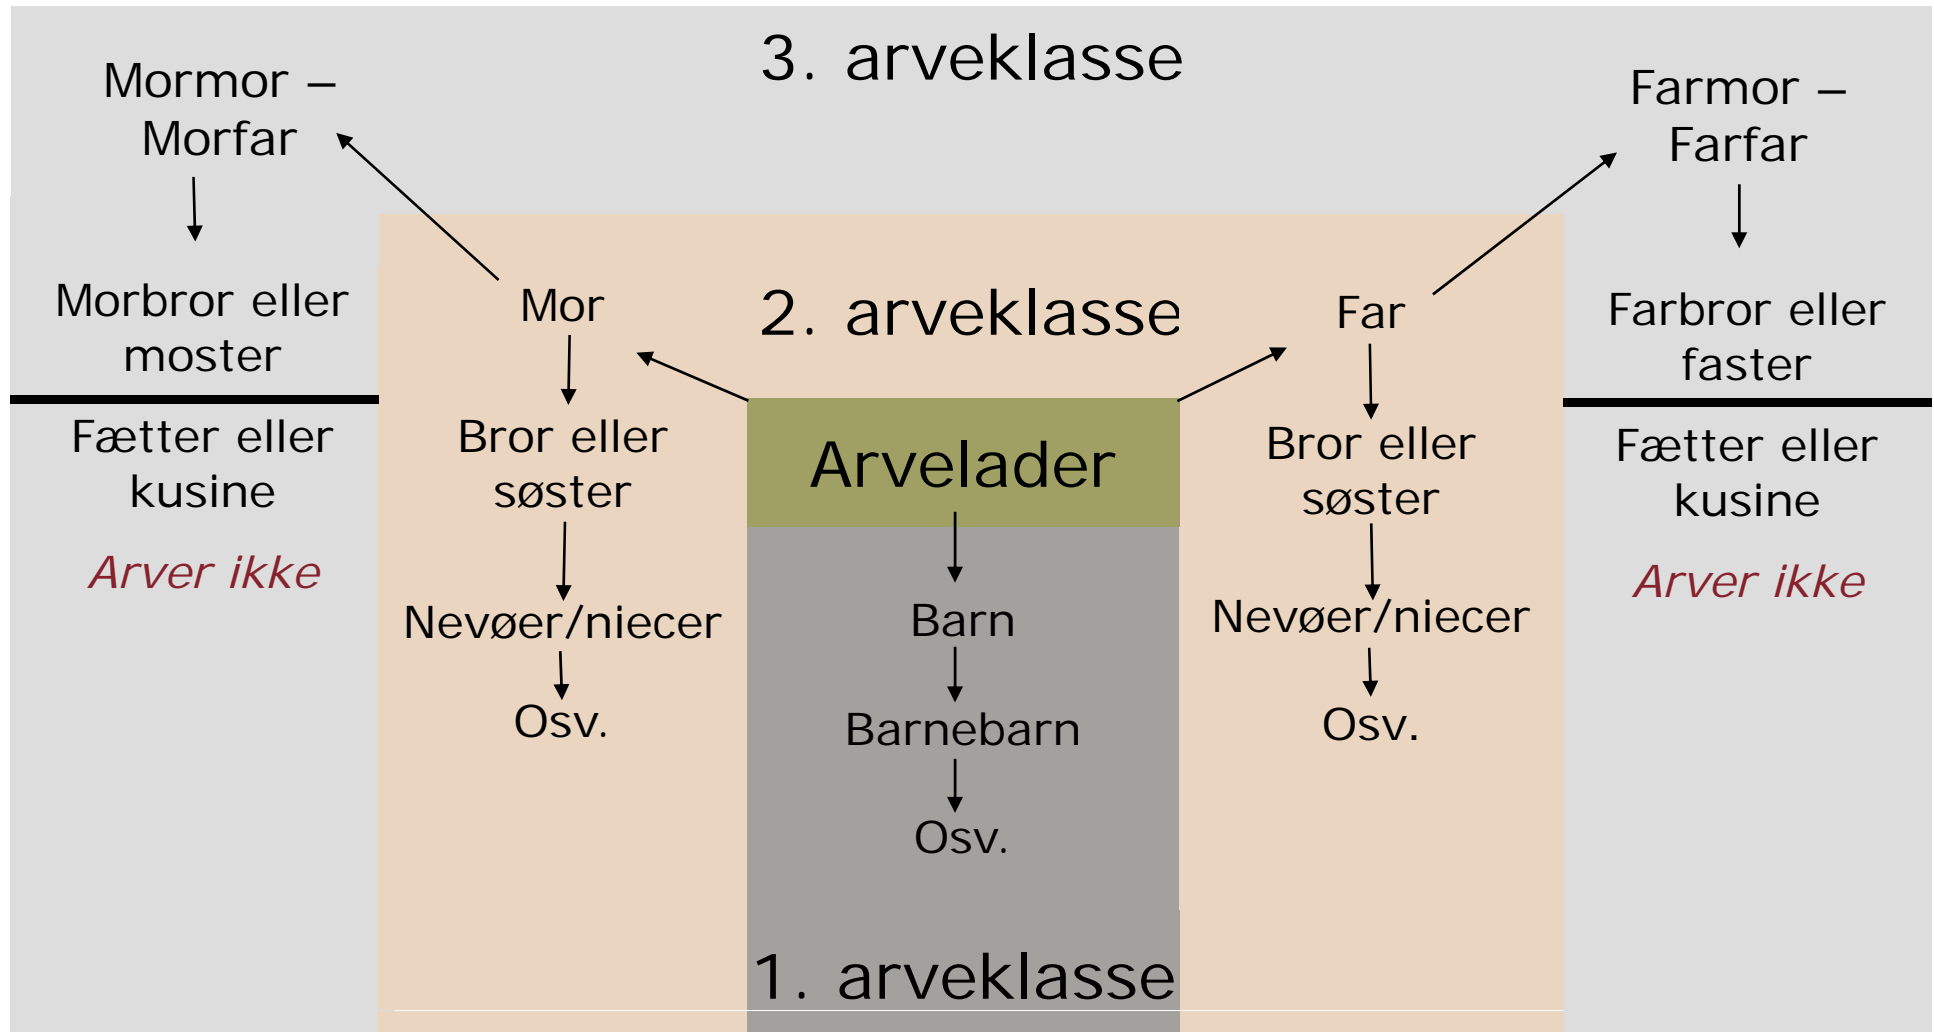 3. arveklasse
Mormor –
Morfar
Farmor –
Farfar
Morbror eller
moster
Mor
2. arveklasse
Far
Farbror eller
faster
Fætter eller
kusine
Arver ikke
Bror eller
søster
Arvelader
Bror eller
søster
Fætter eller
kusine
Arver ikke
Nevøer/niecer
Barn
Nevøer/niecer
Osv.
Barnebarn
Osv.
Osv.
1. arveklasse